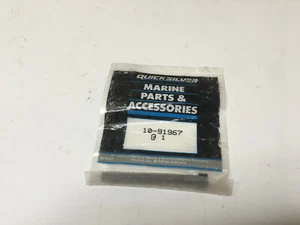 QUICKSILVER
MARINE
PARTS &
ACCESSORIES
10-91967
@ 1